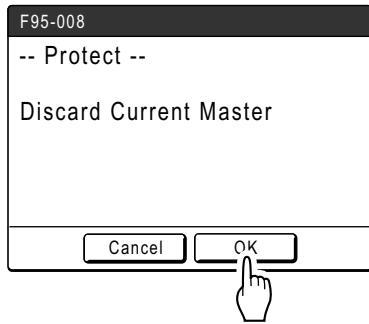 F95-008
-- Protect --
Discard Current Master
Cancel OK